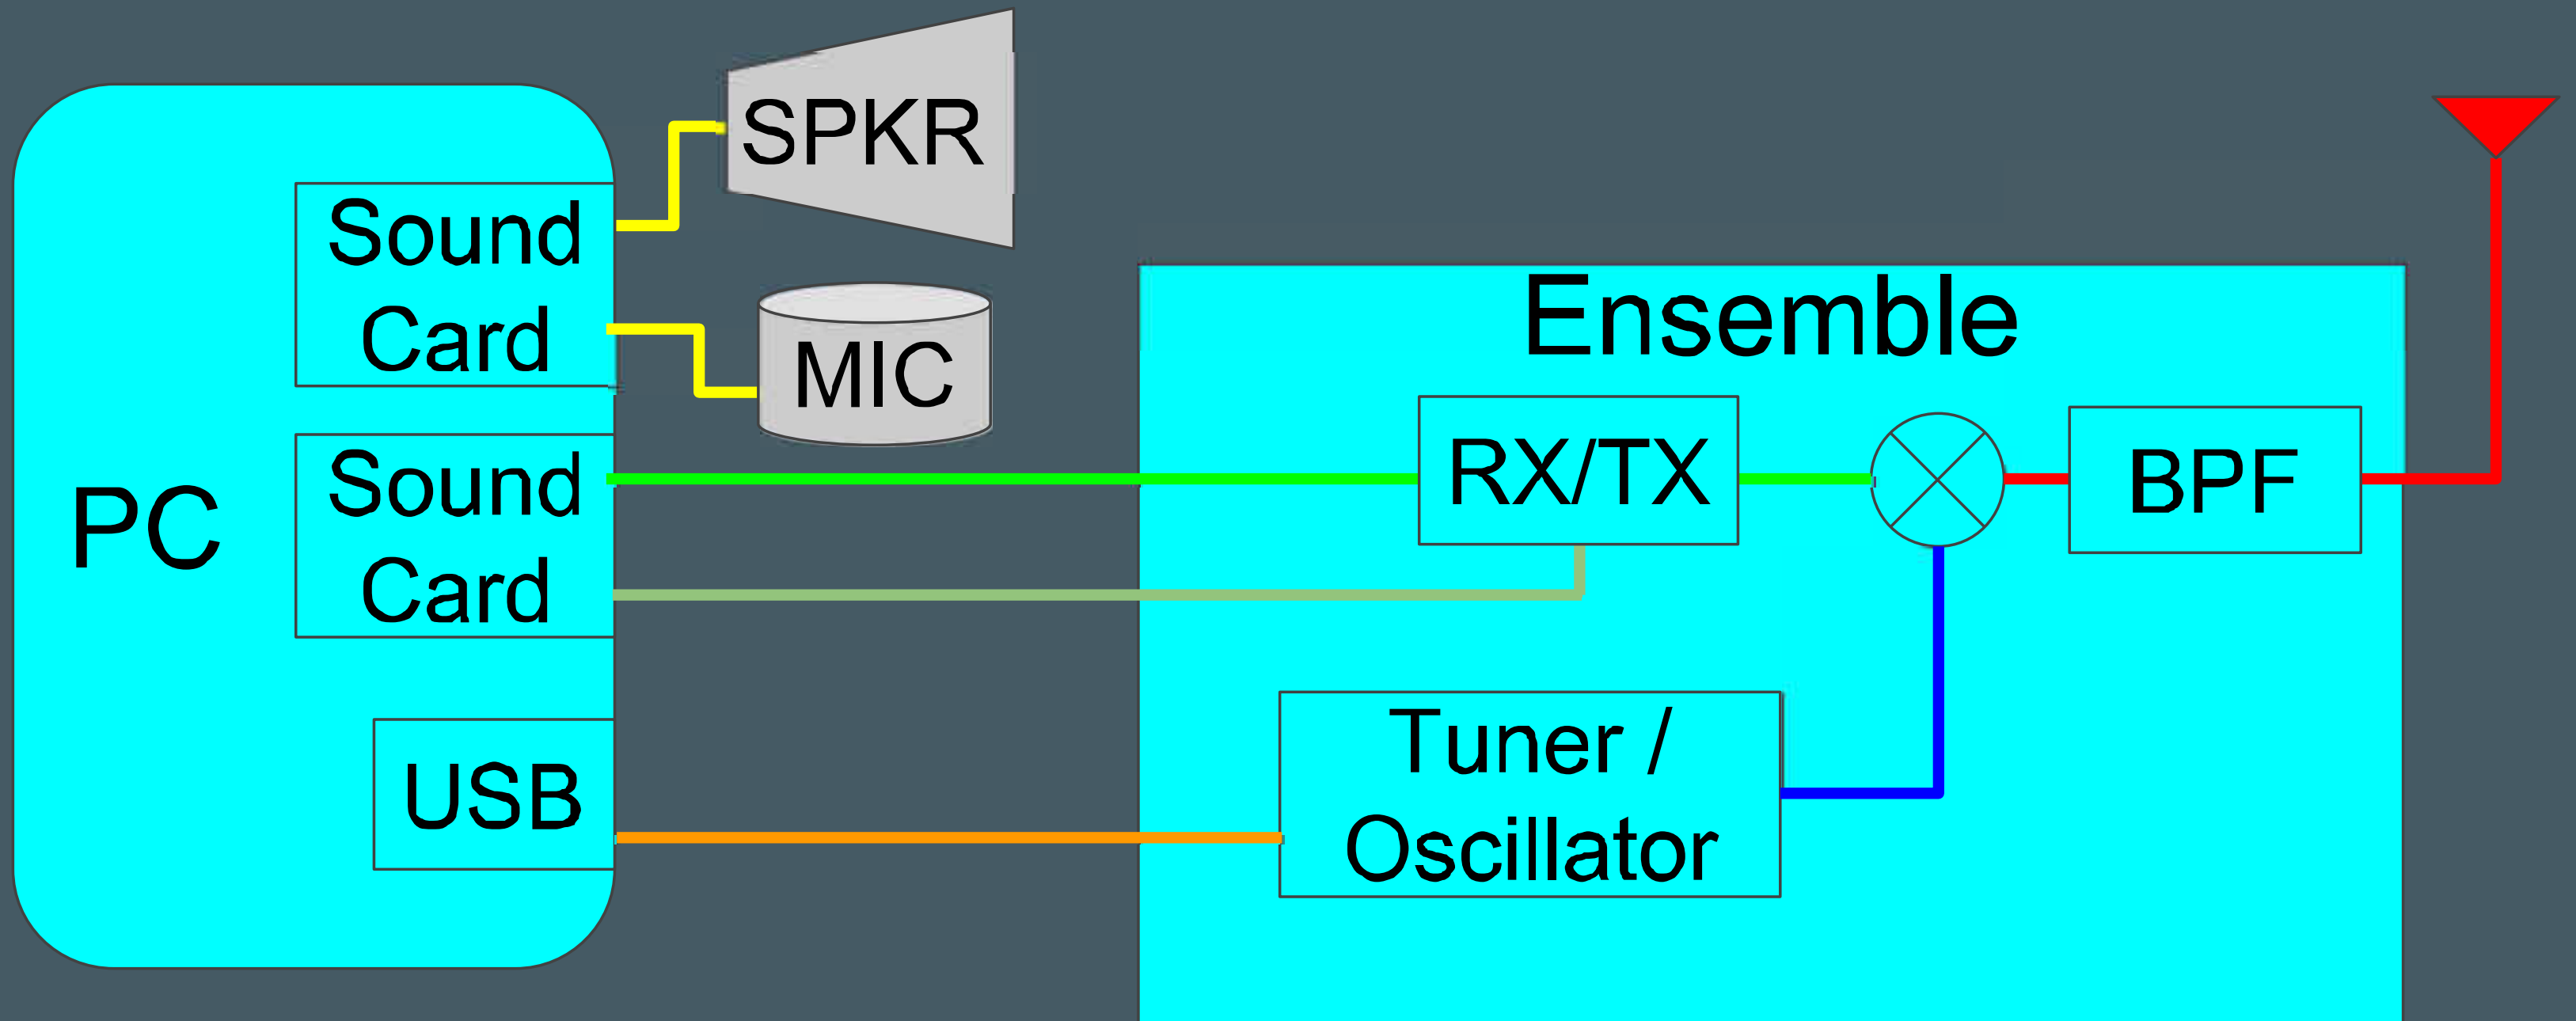 SPKR
Sound
Card
MIC
Ensemble
PC
Sound
Card
RX/TX
BPF
USB
Tuner /
Oscillator